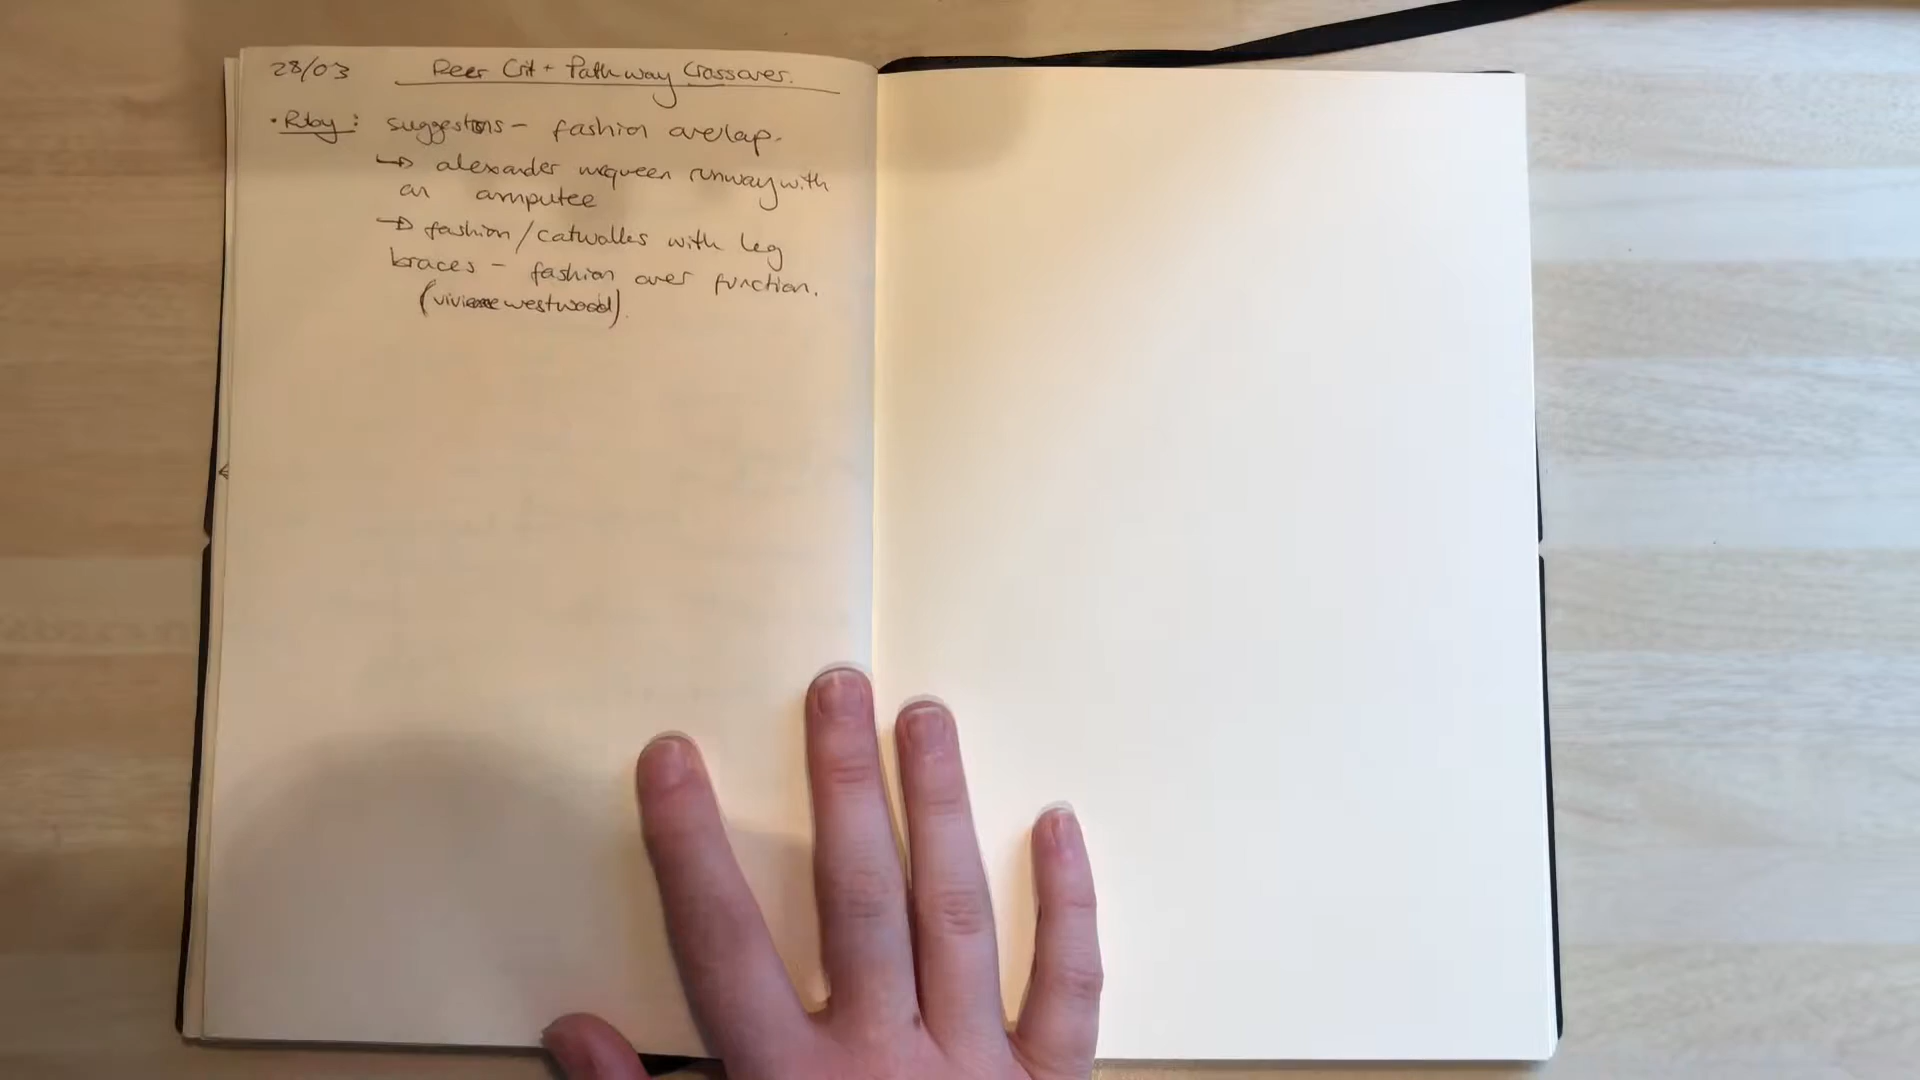 28/03 Peer Crit + Pathway Crossover.
• Ruby: suggestions - fashion overlap.
↳ alexander mcqueen runway with
an amputee
→ fashion/catwalks with leg
braces - fashion over function.
(vivienne westwood).